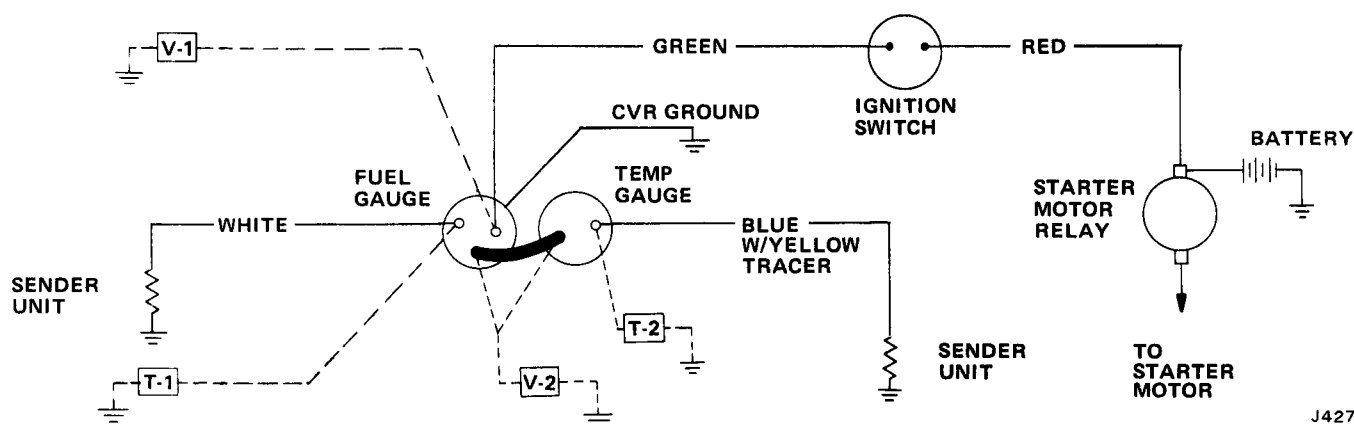 V-1
GREEN
RED
IGNITION
SWITCH
CVR GROUND
BATTERY
FUEL
GAUGE
TEMP
GAUGE
STARTER
MOTOR
RELAY
WHITE
BLUE
W/YELLOW
TRACER
SENDER
UNIT
T-1
V-2
T-2
SENDER
UNIT
TO
STARTER
MOTOR
J427